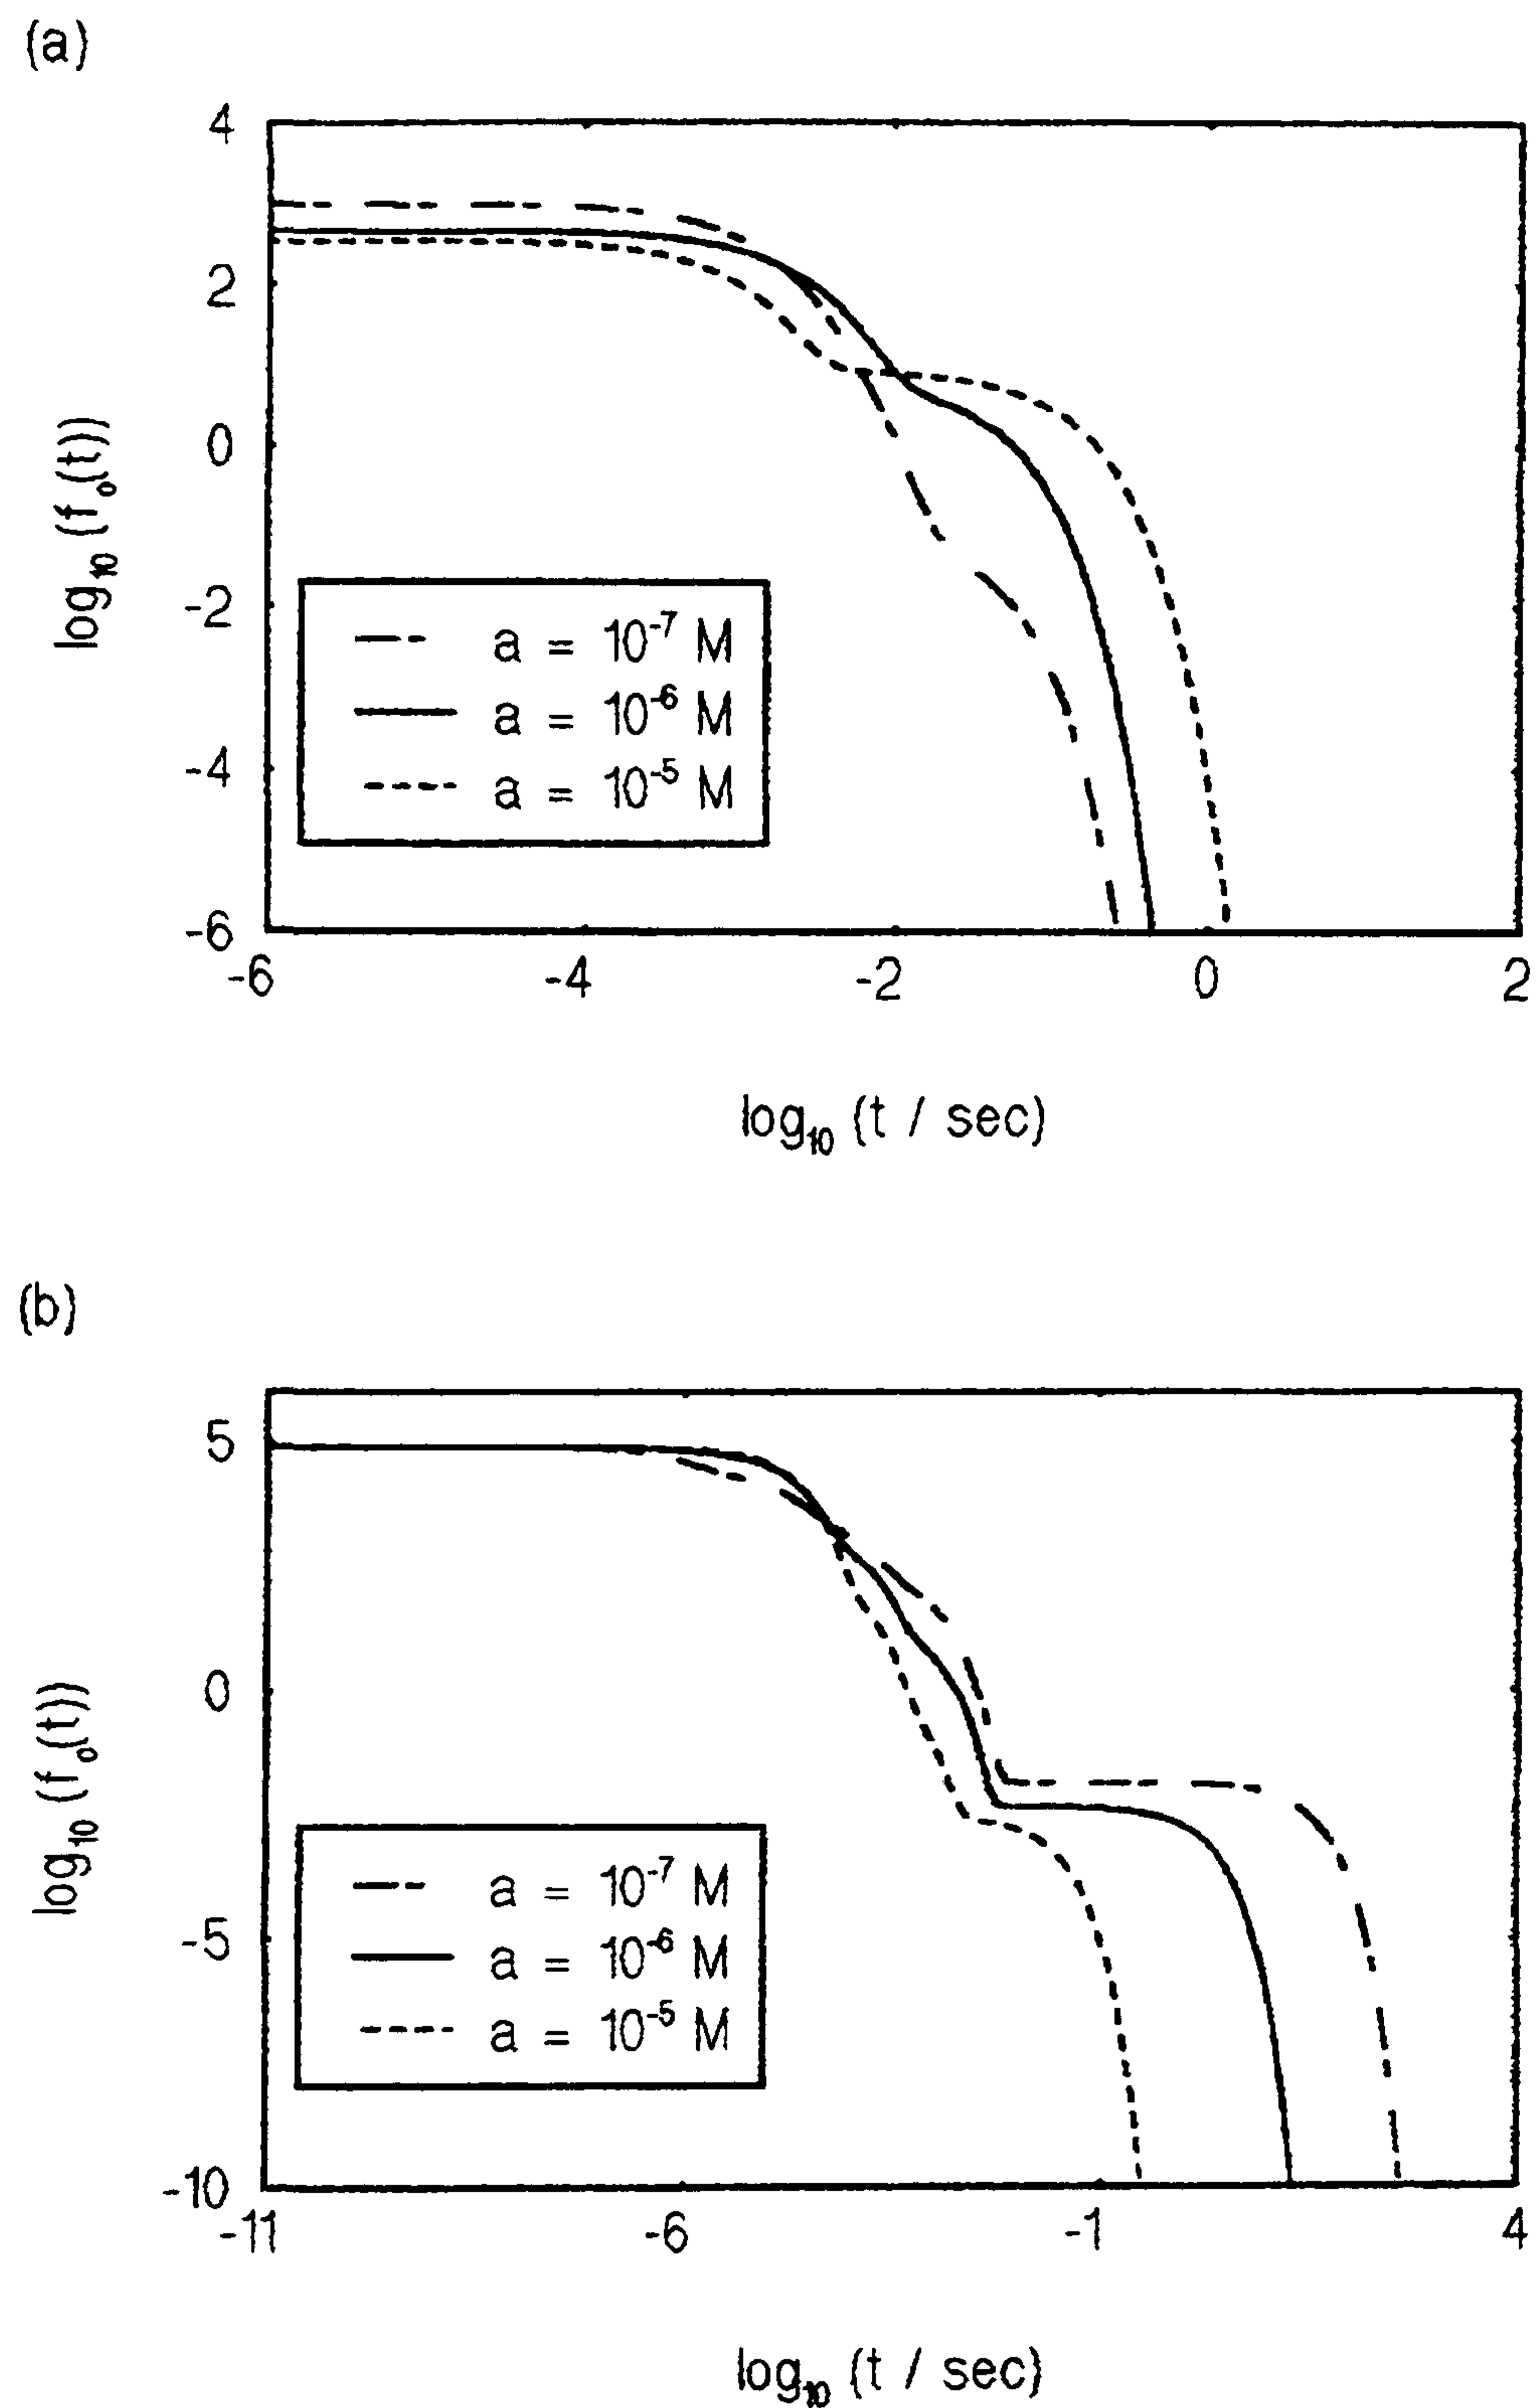 (a)
4
2
0
-2
-4
-6
log₁₀ (f₀(t))
a = 10⁻⁷ M
a = 10⁻⁶ M
a = 10⁻⁵ M
-6 -4 -2 0 2
log₁₀ (t / sec)
(b)
5
0
-5
-10
log₁₀ (f₀(t))
a = 10⁻⁷ M
a = 10⁻⁶ M
a = 10⁻⁵ M
-11 -6 -1 4
log₁₀ (t / sec)